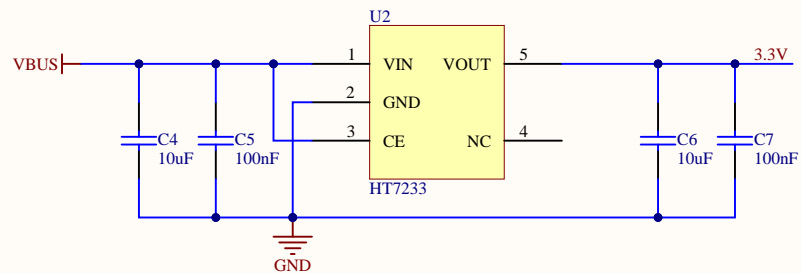 U2
VBUS
1
VIN
VOUT
5
3.3V
2
GND
3
CE
NC
4
C4
10uF
C5
100nF
C6
10uF
C7
100nF
HT7233
GND